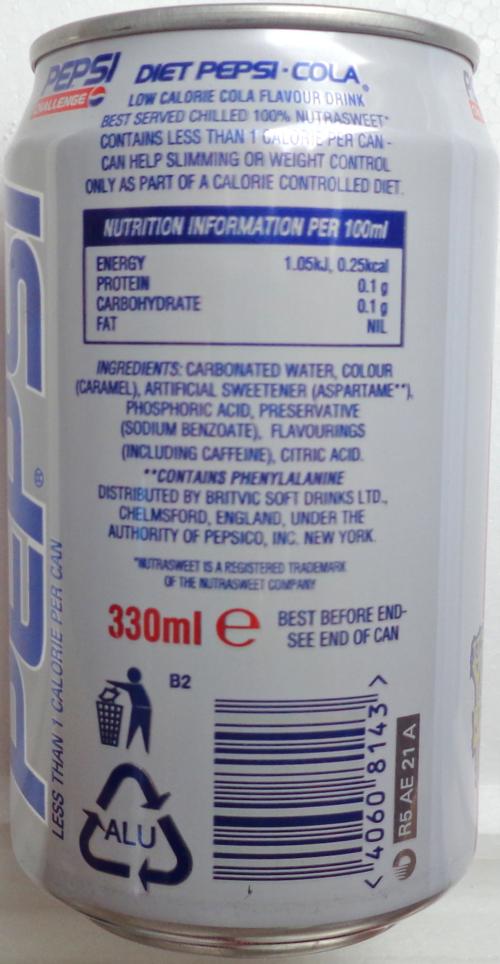 PEPSI
CHALLENGE
DIET PEPSI·COLA®
LOW CALORIE COLA FLAVOUR DRINK
BEST SERVED CHILLED 100% NUTRASWEET*
CONTAINS LESS THAN 1 CALORIE PER CAN -
CAN HELP SLIMMING OR WEIGHT CONTROL
ONLY AS PART OF A CALORIE CONTROLLED DIET.
NUTRITION INFORMATION PER 100ml
ENERGY 1.05kJ, 0.25kcal
PROTEIN 0.1 g
CARBOHYDRATE 0.1 g
FAT NIL
INGREDIENTS: CARBONATED WATER, COLOUR
(CARAMEL), ARTIFICIAL SWEETENER (ASPARTAME**),
PHOSPHORIC ACID, PRESERVATIVE
(SODIUM BENZOATE), FLAVOURINGS
(INCLUDING CAFFEINE), CITRIC ACID.
**CONTAINS PHENYLALANINE
DISTRIBUTED BY BRITVIC SOFT DRINKS LTD.,
CHELMSFORD, ENGLAND, UNDER THE
AUTHORITY OF PEPSICO, INC. NEW YORK.
*NUTRASWEET IS A REGISTERED TRADEMARK
OF THE NUTRASWEET COMPANY
330ml e
BEST BEFORE END-
SEE END OF CAN
B2
ALU
< 4060 8143 >
R5 AE 21 A
PEPSI®
LESS THAN 1 CALORIE PER CAN